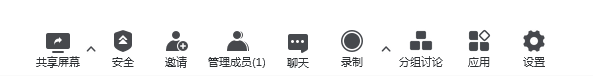 共享屏幕 安全 邀请 管理成员(1) 聊天 录制 分组讨论 应用 设置